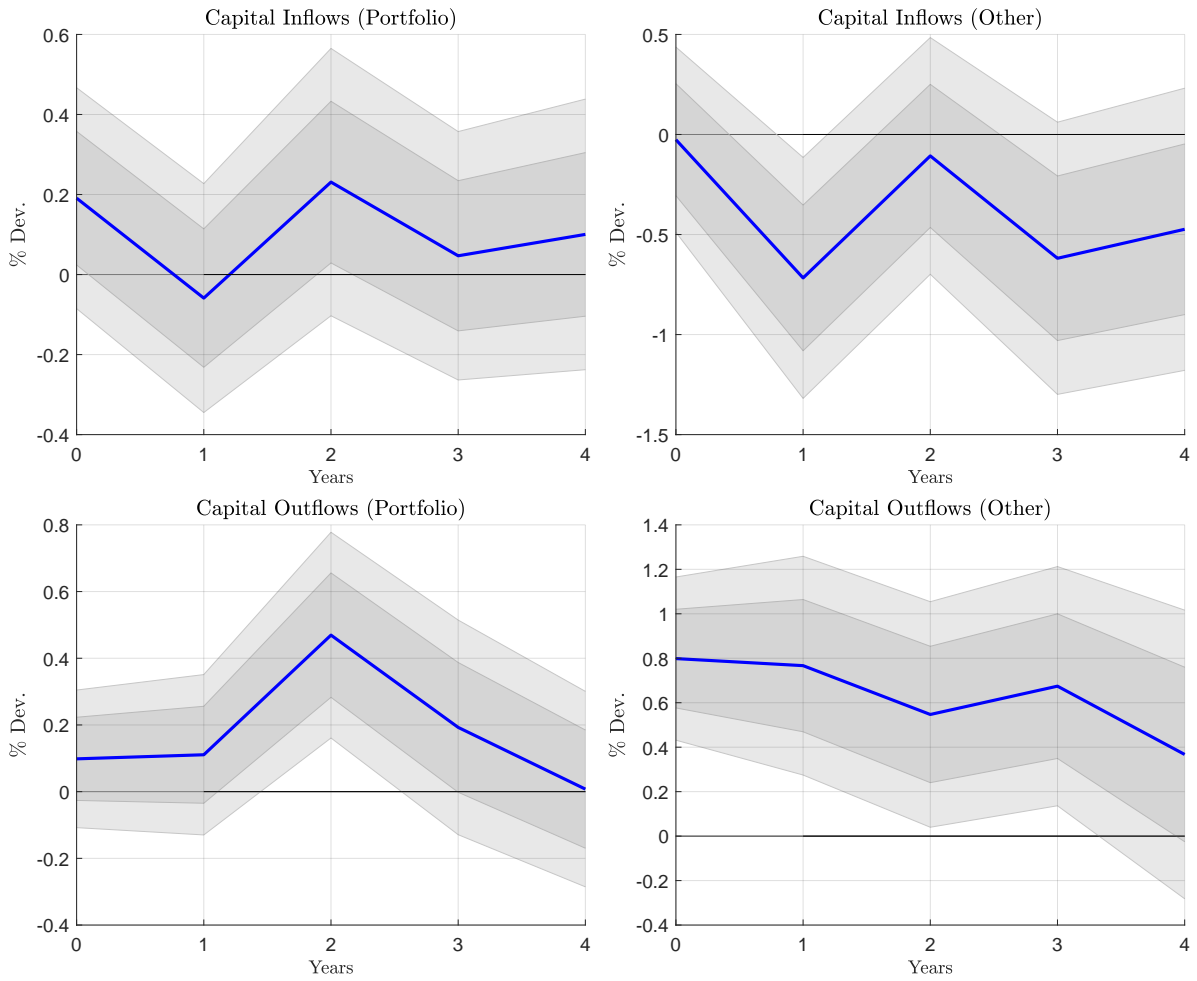 Capital Inflows (Portfolio)
0.6
0.4
0.2
0
-0.2
-0.4
% Dev.
0 1 2 3 4
Years
Capital Inflows (Other)
0.5
0
-0.5
-1
-1.5
% Dev.
0 1 2 3 4
Years
Capital Outflows (Portfolio)
0.8
0.6
0.4
0.2
0
-0.2
-0.4
% Dev.
0 1 2 3 4
Years
Capital Outflows (Other)
1.4
1.2
1
0.8
0.6
0.4
0.2
0
-0.2
-0.4
% Dev.
0 1 2 3 4
Years